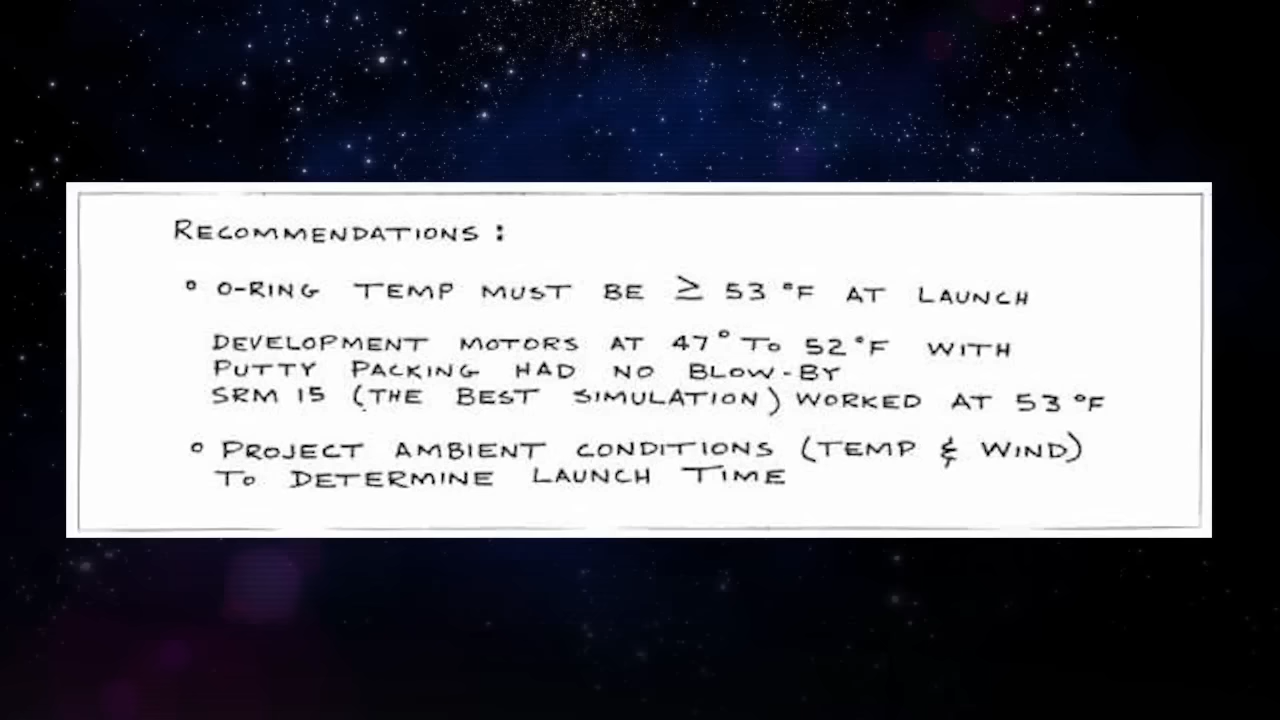 RECOMMENDATIONS :
° O-RING TEMP MUST BE ≥ 53 °F AT LAUNCH
DEVELOPMENT MOTORS AT 47° TO 52°F WITH
PUTTY PACKING HAD NO BLOW-BY
SRM 15 (THE BEST SIMULATION) WORKED AT 53 °F
° PROJECT AMBIENT CONDITIONS (TEMP & WIND)
TO DETERMINE LAUNCH TIME